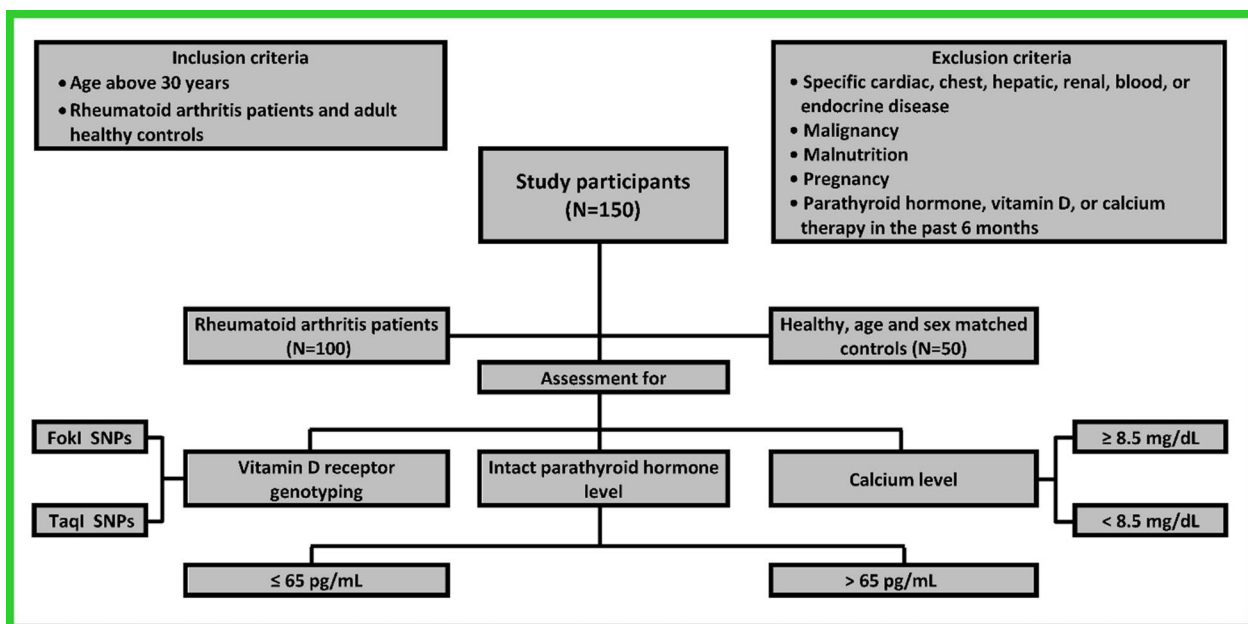 Inclusion criteria
• Age above 30 years
• Rheumatoid arthritis patients and adult
healthy controls
Exclusion criteria
• Specific cardiac, chest, hepatic, renal, blood, or
endocrine disease
• Malignancy
• Malnutrition
• Pregnancy
• Parathyroid hormone, vitamin D, or calcium
therapy in the past 6 months
Study participants
(N=150)
Rheumatoid arthritis patients
(N=100)
Healthy, age and sex matched
controls (N=50)
Assessment for
FokI SNPs
TaqI SNPs
Vitamin D receptor
genotyping
Intact parathyroid hormone
level
Calcium level
≥ 8.5 mg/dL
< 8.5 mg/dL
≤ 65 pg/mL
> 65 pg/mL